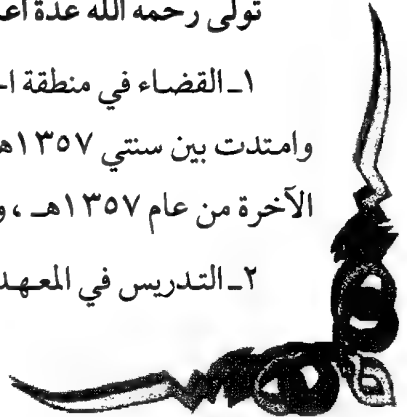 تولى رحمه الله عدة
١ـ القضاء في منطقة
وامتدت بين سنتي ١٣٥٧هـ
الآخرة من عام ١٣٥٧هـ ، و
٢ـ التدريس في المعهد